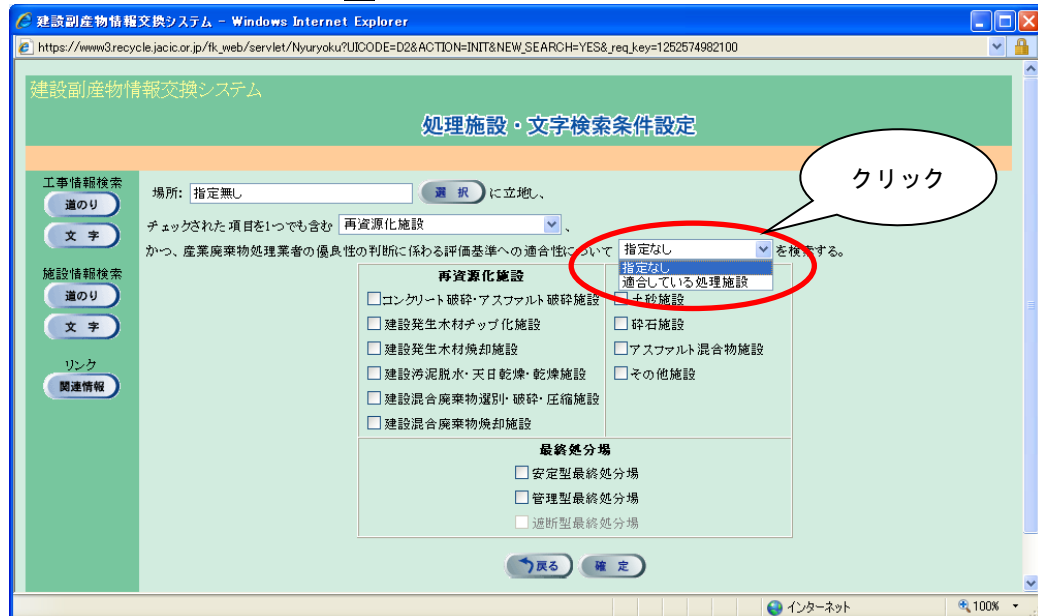 建設副産物情報交換システム - Windows Internet Explorer
https://www3.recycle.jacic.or.jp/fk_web/servlet/Nyuryoku?UICODE=D2&ACTION=INIT&NEW_SEARCH=YES&_req_key=1252574982100
建設副産物情報交換システム
処理施設・文字検索条件設定
クリック
工事情報検索
道のり
文 字
施設情報検索
道のり
文 字
リンク
関連情報
場所: 指定無し 選 択 に立地し、
チェックされた項目を1つでも含む 再資源化施設 、
かつ、産業廃棄物処理業者の優良性の判断に係わる評価基準への適合性について 指定なし を検索する。
指定なし
適合している処理施設
再資源化施設
コンクリート破砕・アスファルト破砕施設 土砂施設
建設発生木材チップ化施設 砕石施設
建設発生木材焼却施設 アスファルト混合物施設
建設汚泥脱水・天日乾燥・乾燥施設 その他施設
建設混合廃棄物選別・破砕・圧縮施設
建設混合廃棄物焼却施設
最終処分場
安定型最終処分場
管理型最終処分場
遮断型最終処分場
戻る 確 定
インターネット 100%